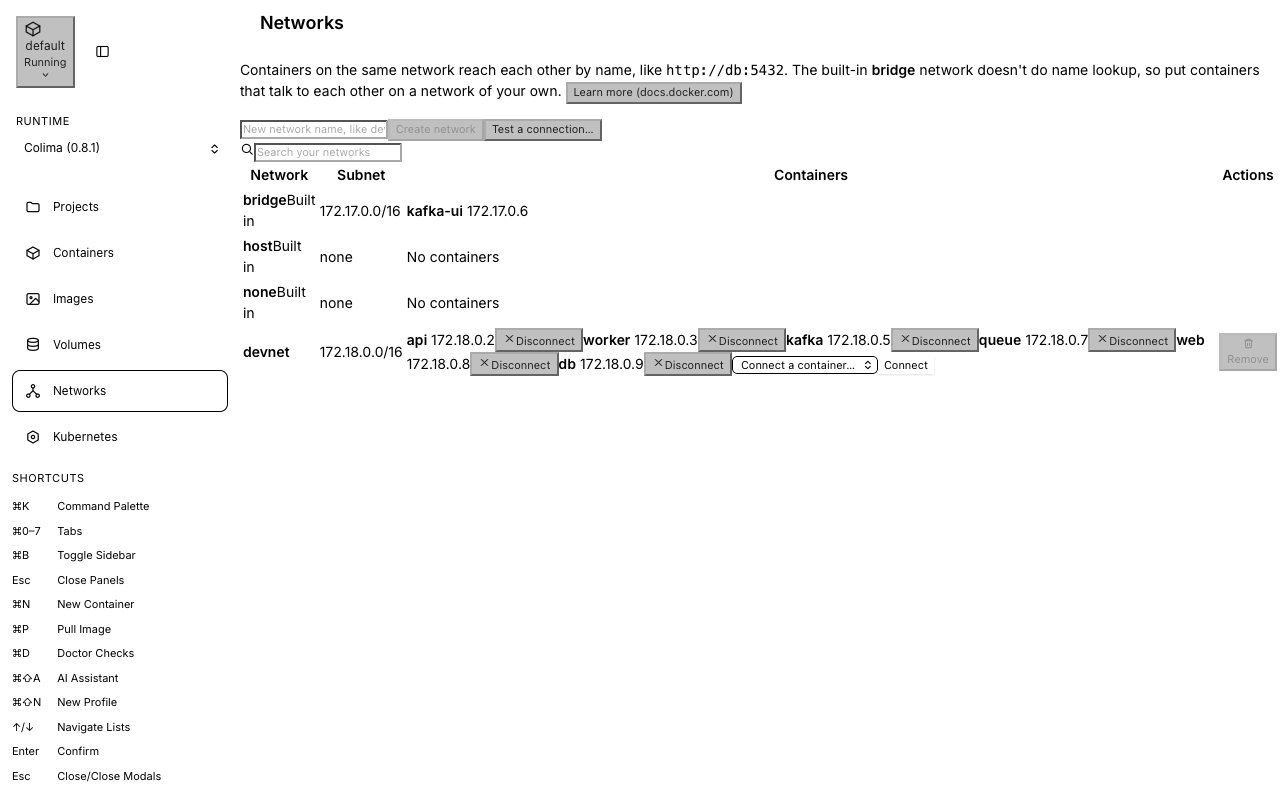 default
Running
Networks
Containers on the same network reach each other by name, like http://db:5432. The built-in bridge network doesn't do name lookup, so put containers
that talk to each other on a network of your own. Learn more (docs.docker.com)
RUNTIME
Colima (0.8.1)
Projects
Containers
Images
Volumes
Networks
Kubernetes
SHORTCUTS
⌘K Command Palette
⌘0–7 Tabs
⌘B Toggle Sidebar
Esc Close Panels
⌘N New Container
⌘P Pull Image
⌘D Doctor Checks
⌘⇧A AI Assistant
⌘⇧N New Profile
↑/↓ Navigate Lists
Enter Confirm
Esc Close/Close Modals
New network name, like de Create network Test a connection...
Search your networks
Network Subnet Containers Actions
bridgeBuilt in 172.17.0.0/16 kafka-ui 172.17.0.6
hostBuilt in none No containers
noneBuilt in none No containers
devnet 172.18.0.0/16 api 172.18.0.2 Disconnect worker 172.18.0.3 Disconnect kafka 172.18.0.5 Disconnect queue 172.18.0.7 Disconnect web
172.18.0.8 Disconnect db 172.18.0.9 Disconnect Connect a container... Connect
Remove